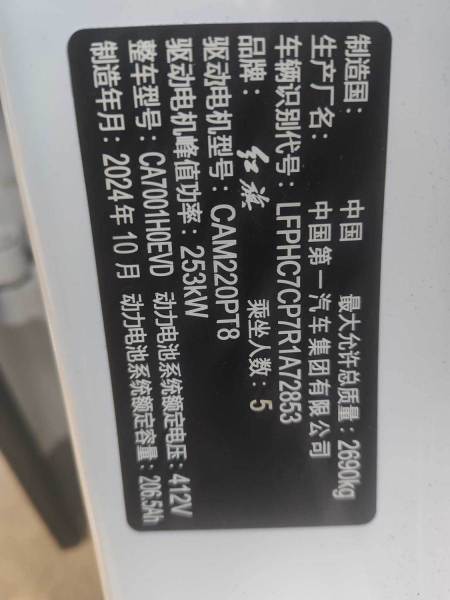 制造国： 中国 最大允许总质量：2690kg
生产厂名： 中国第一汽车集团有限公司
车辆识别代号：LFPHC7CP7R1A72853
品牌： 红旗 乘坐人数：5
驱动电机型号：CAM220PT8
驱动电机峰值功率：253kW
整车型号：CA7001H0EVD 动力电池系统额定电压：412V
制造年月：2024年10月 动力电池系统额定容量：206.5Ah